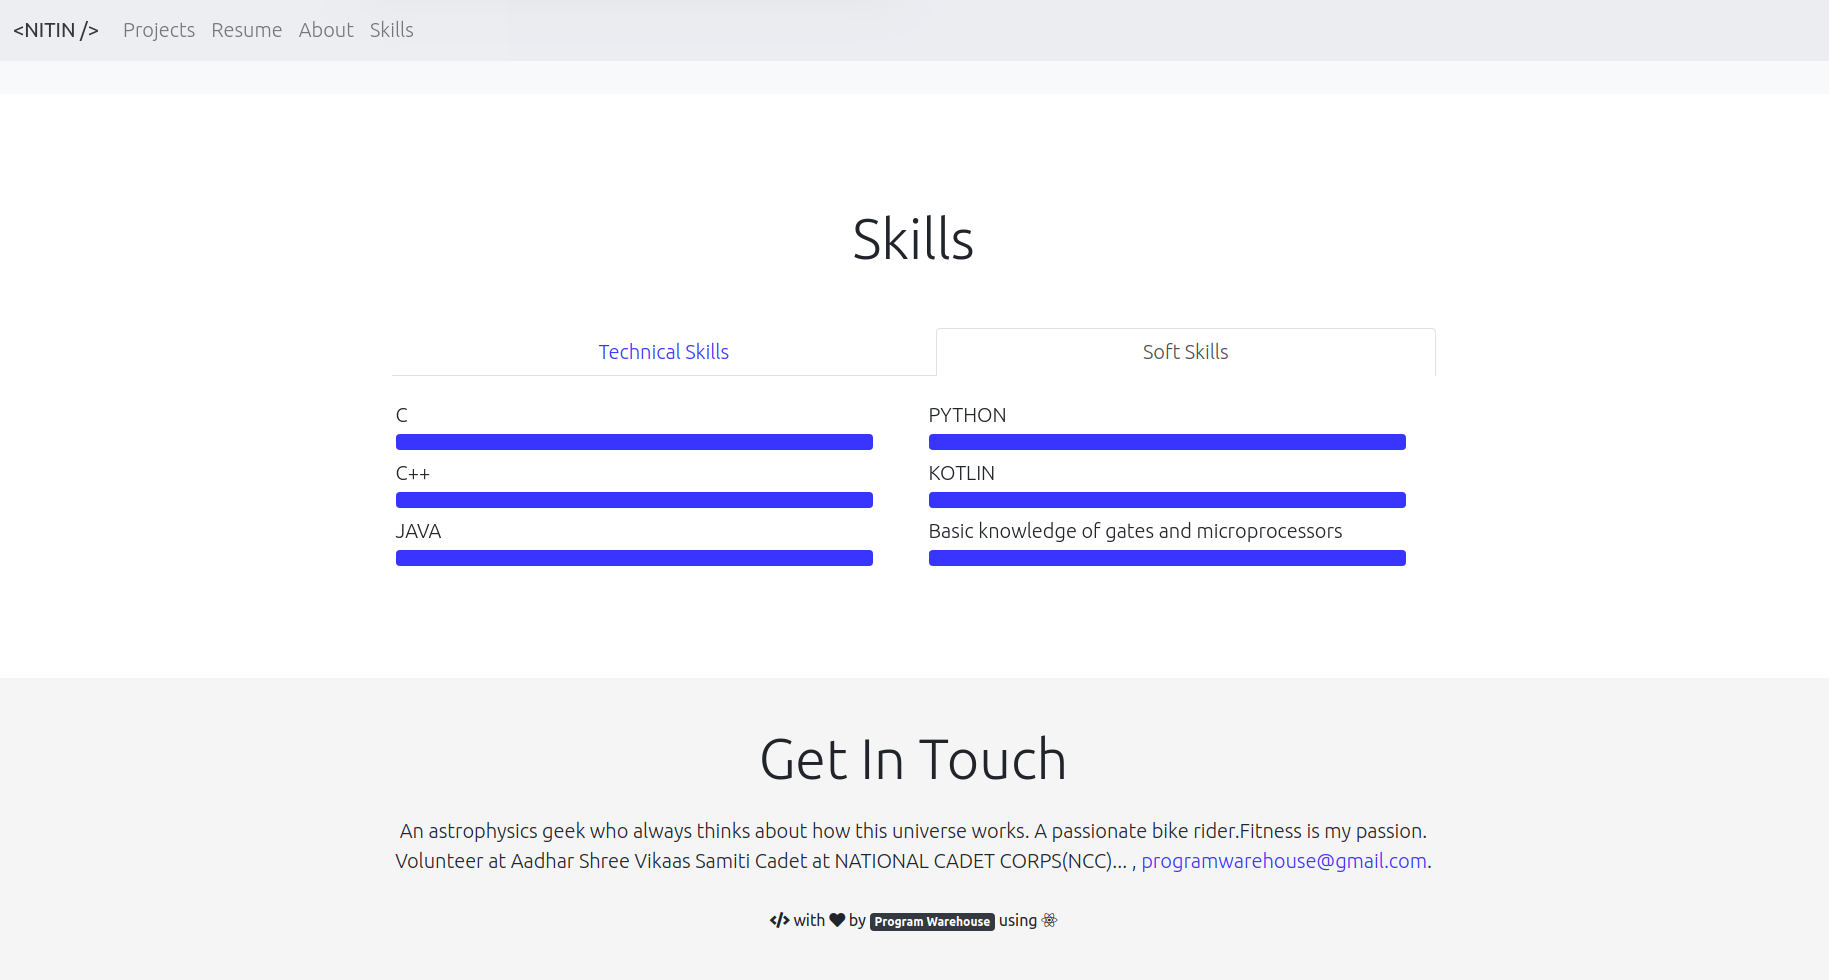 <NITIN /> Projects Resume About Skills
Skills
Technical Skills Soft Skills
C PYTHON
C++ KOTLIN
JAVA Basic knowledge of gates and microprocessors
Get In Touch
An astrophysics geek who always thinks about how this universe works. A passionate bike rider.Fitness is my passion.
Volunteer at Aadhar Shree Vikaas Samiti Cadet at NATIONAL CADET CORPS(NCC)... , programwarehouse@gmail.com.
</> with ❤ by Program Warehouse using ⚛